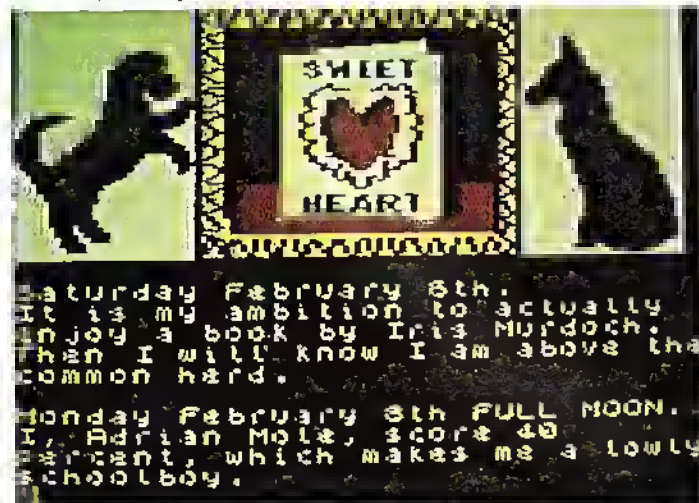 SWEET
HEART
Saturday February 6th.
It is my ambition to actually
enjoy a book by Iris Murdoch.
Then I will know I am above the
common herd.
Monday February 8th FULL MOON.
I, Adrian Mole, score 40
percent, which makes me a lowly
schoolboy.